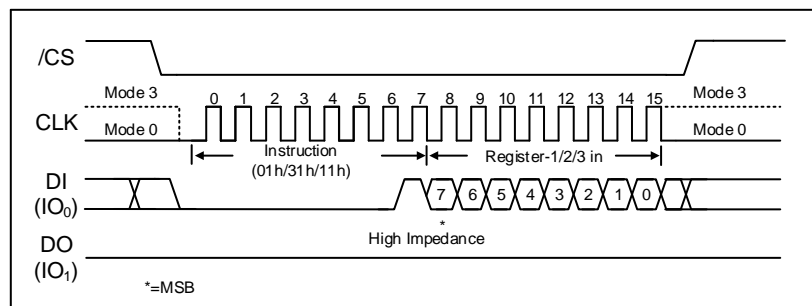 /CS
Mode 3
0 1 2 3 4 5 6 7 8 9 10 11 12 13 14 15
Mode 3
CLK
Mode 0
Mode 0
Instruction
(01h/31h/11h)
Register-1/2/3 in
DI
(IO0)
7 6 5 4 3 2 1 0
*
High Impedance
DO
(IO1)
*=MSB